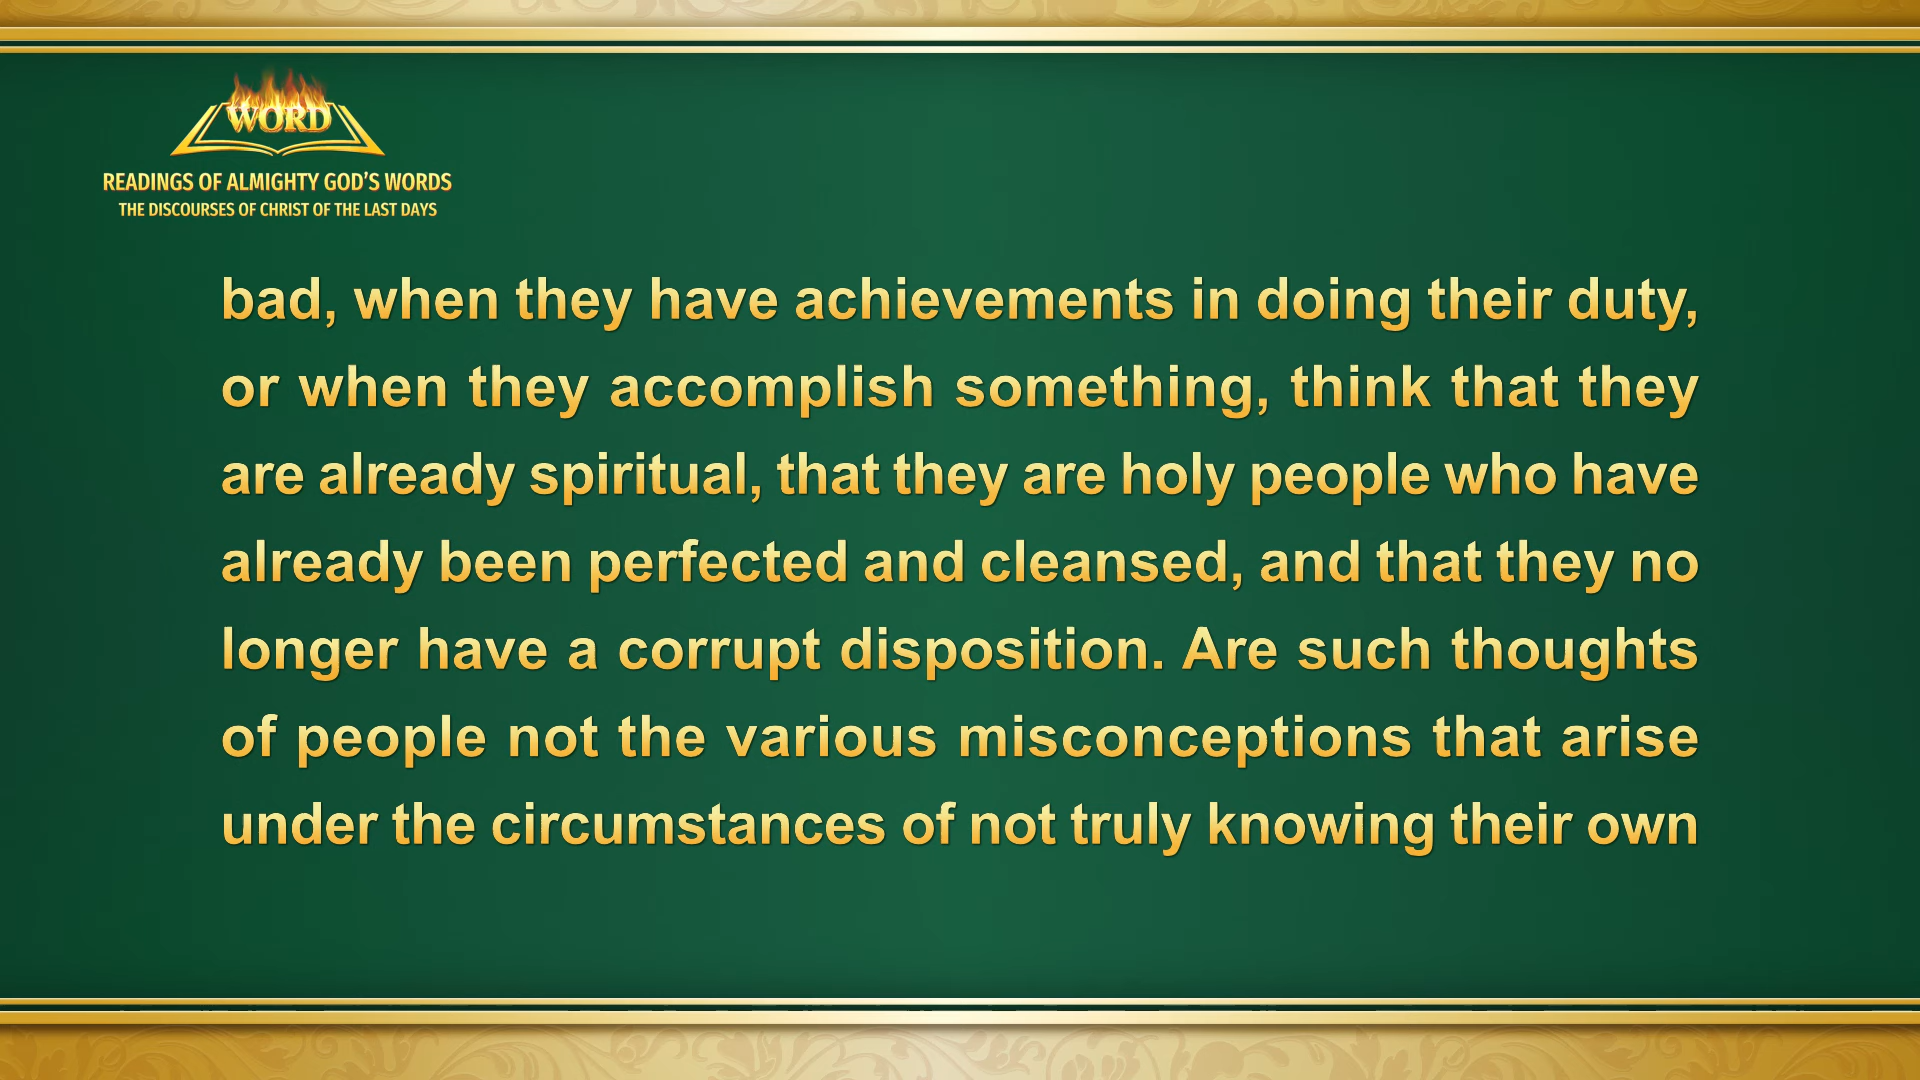 WORD
READINGS OF ALMIGHTY GOD'S WORDS
THE DISCOURSES OF CHRIST OF THE LAST DAYS
bad, when they have achievements in doing their duty,
or when they accomplish something, think that they
are already spiritual, that they are holy people who have
already been perfected and cleansed, and that they no
longer have a corrupt disposition. Are such thoughts
of people not the various misconceptions that arise
under the circumstances of not truly knowing their own